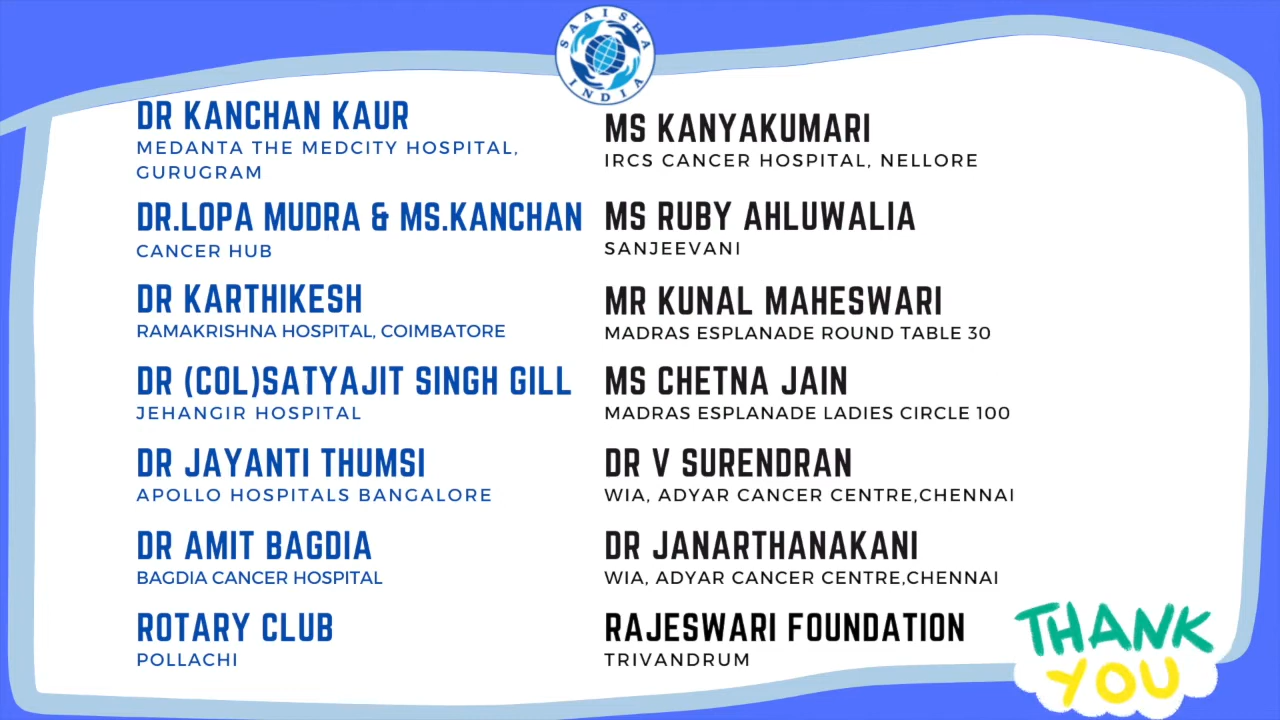 SAAISHA INDIA
DR KANCHAN KAUR
MEDANTA THE MEDCITY HOSPITAL,
GURUGRAM
DR.LOPA MUDRA & MS.KANCHAN
CANCER HUB
DR KARTHIKESH
RAMAKRISHNA HOSPITAL, COIMBATORE
DR (COL)SATYAJIT SINGH GILL
JEHANGIR HOSPITAL
DR JAYANTI THUMSI
APOLLO HOSPITALS BANGALORE
DR AMIT BAGDIA
BAGDIA CANCER HOSPITAL
ROTARY CLUB
POLLACHI
MS KANYAKUMARI
IRCS CANCER HOSPITAL, NELLORE
MS RUBY AHLUWALIA
SANJEEVANI
MR KUNAL MAHESWARI
MADRAS ESPLANADE ROUND TABLE 30
MS CHETNA JAIN
MADRAS ESPLANADE LADIES CIRCLE 100
DR V SURENDRAN
WIA, ADYAR CANCER CENTRE,CHENNAI
DR JANARTHANAKANI
WIA, ADYAR CANCER CENTRE,CHENNAI
RAJESWARI FOUNDATION
TRIVANDRUM
THANK
YOU